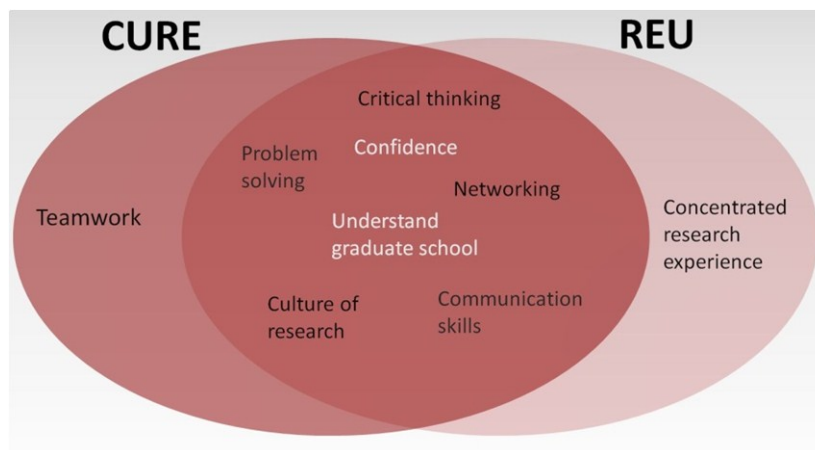 CURE
REU
Critical thinking
Confidence
Problem
solving
Networking
Teamwork
Understand
graduate school
Concentrated
research
experience
Culture of
research
Communication
skills